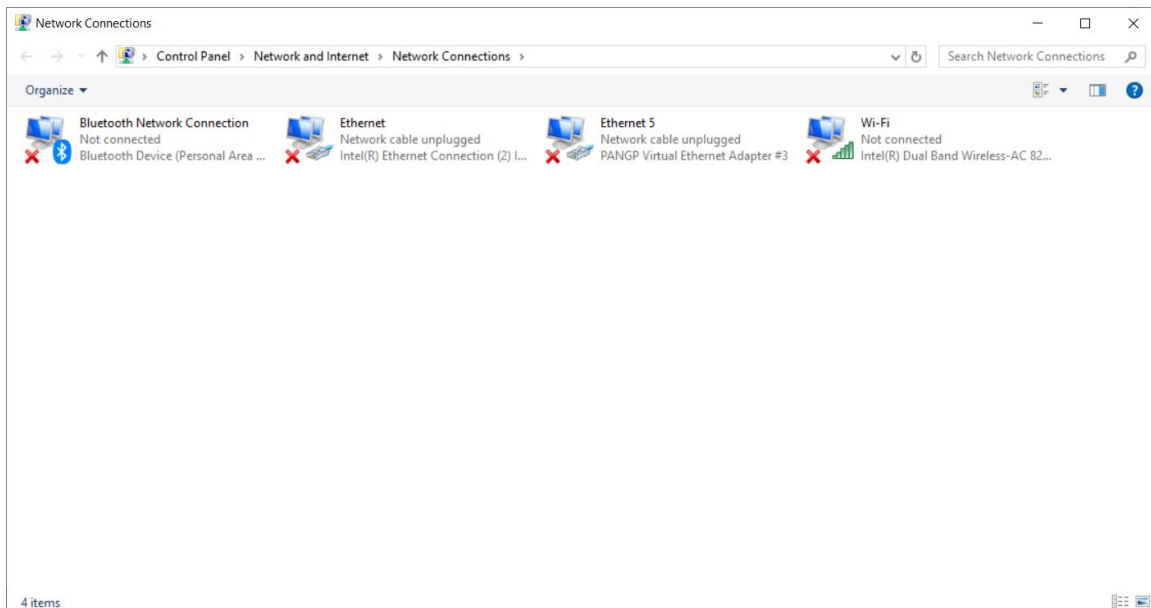 Network Connections
Control Panel > Network and Internet > Network Connections >
Search Network Connections
Organize
Bluetooth Network Connection
Not connected
Bluetooth Device (Personal Area ...
Ethernet
Network cable unplugged
Intel(R) Ethernet Connection (2) I...
Ethernet 5
Network cable unplugged
PANGP Virtual Ethernet Adapter #3
Wi-Fi
Not connected
Intel(R) Dual Band Wireless-AC 82...
4 items